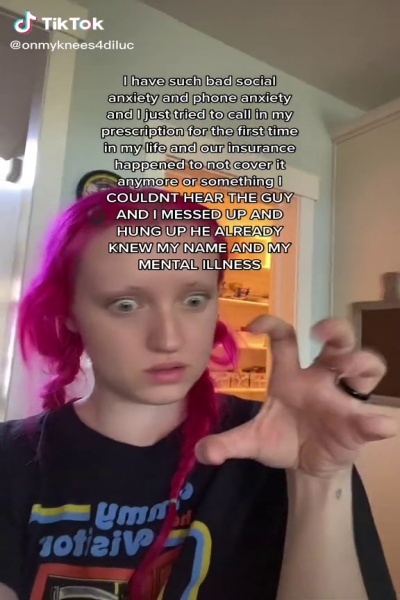 TikTok
@onmyknees4diluc
I have such bad social
anxiety and phone anxiety
and I just tried to call in my
prescription for the first time
in my life and our insurance
happened to not cover it
anymore or something I
COULDNT HEAR THE GUY
AND I MESSED UP AND
HUNG UP HE ALREADY
KNEW MY NAME AND MY
MENTAL ILLNESS